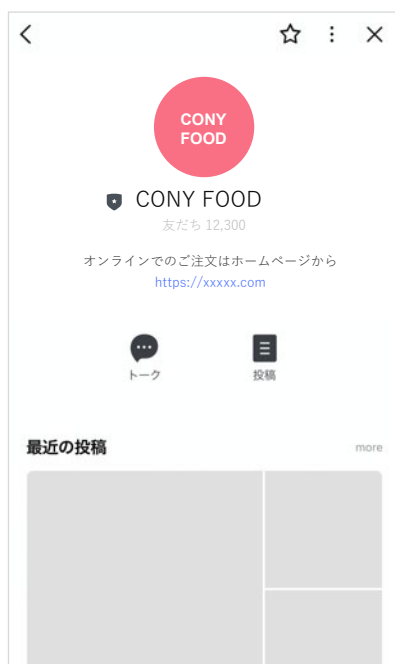 CONY
FOOD
CONY FOOD
友だち 12,300
オンラインでのご注文はホームページから
https://xxxxx.com
トーク
投稿
最近の投稿
more